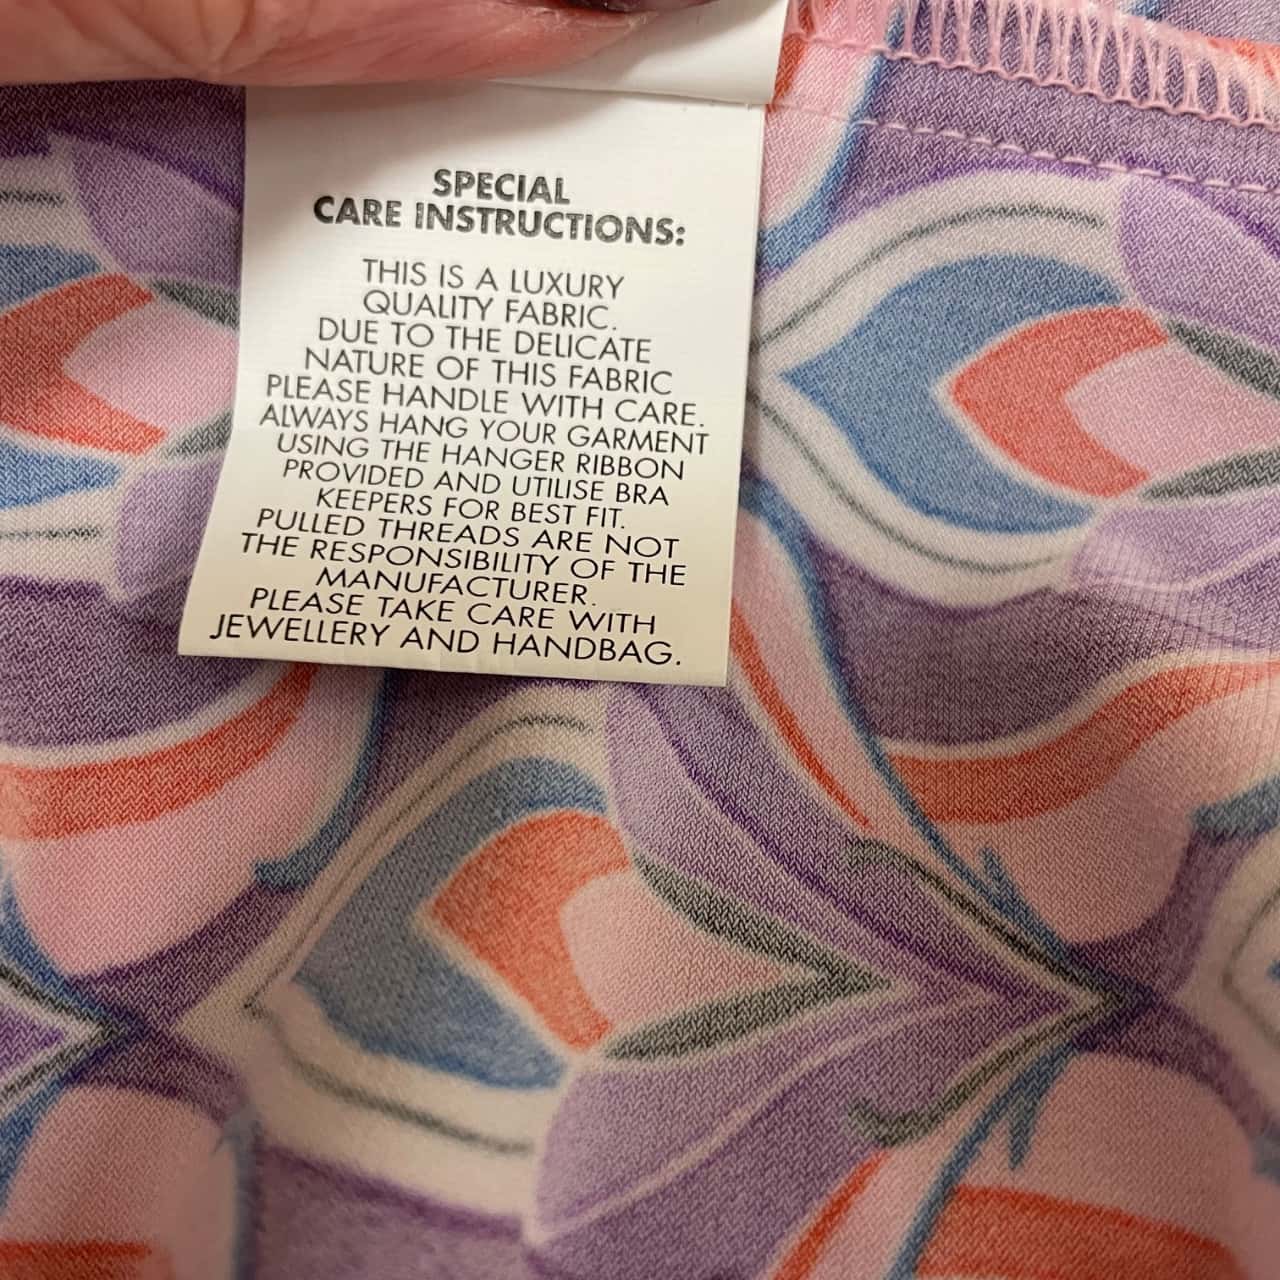 SPECIAL
CARE INSTRUCTIONS:
THIS IS A LUXURY
QUALITY FABRIC.
DUE TO THE DELICATE
NATURE OF THIS FABRIC
PLEASE HANDLE WITH CARE.
ALWAYS HANG YOUR GARMENT
USING THE HANGER RIBBON
PROVIDED AND UTILISE BRA
KEEPERS FOR BEST FIT.
PULLED THREADS ARE NOT
THE RESPONSIBILITY OF THE
MANUFACTURER.
PLEASE TAKE CARE WITH
JEWELLERY AND HANDBAG.